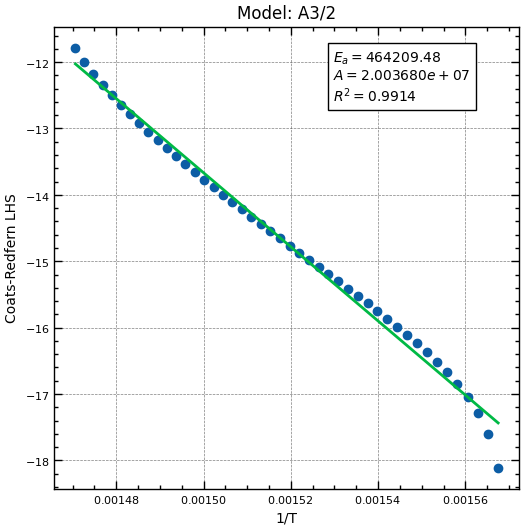 Model: A3/2
E_a = 464209.48
A = 2.003680e + 07
R² = 0.9914
Coats-Redfern LHS
−12
−13
−14
−15
−16
−17
−18
0.00148 0.00150 0.00152 0.00154 0.00156
1/T